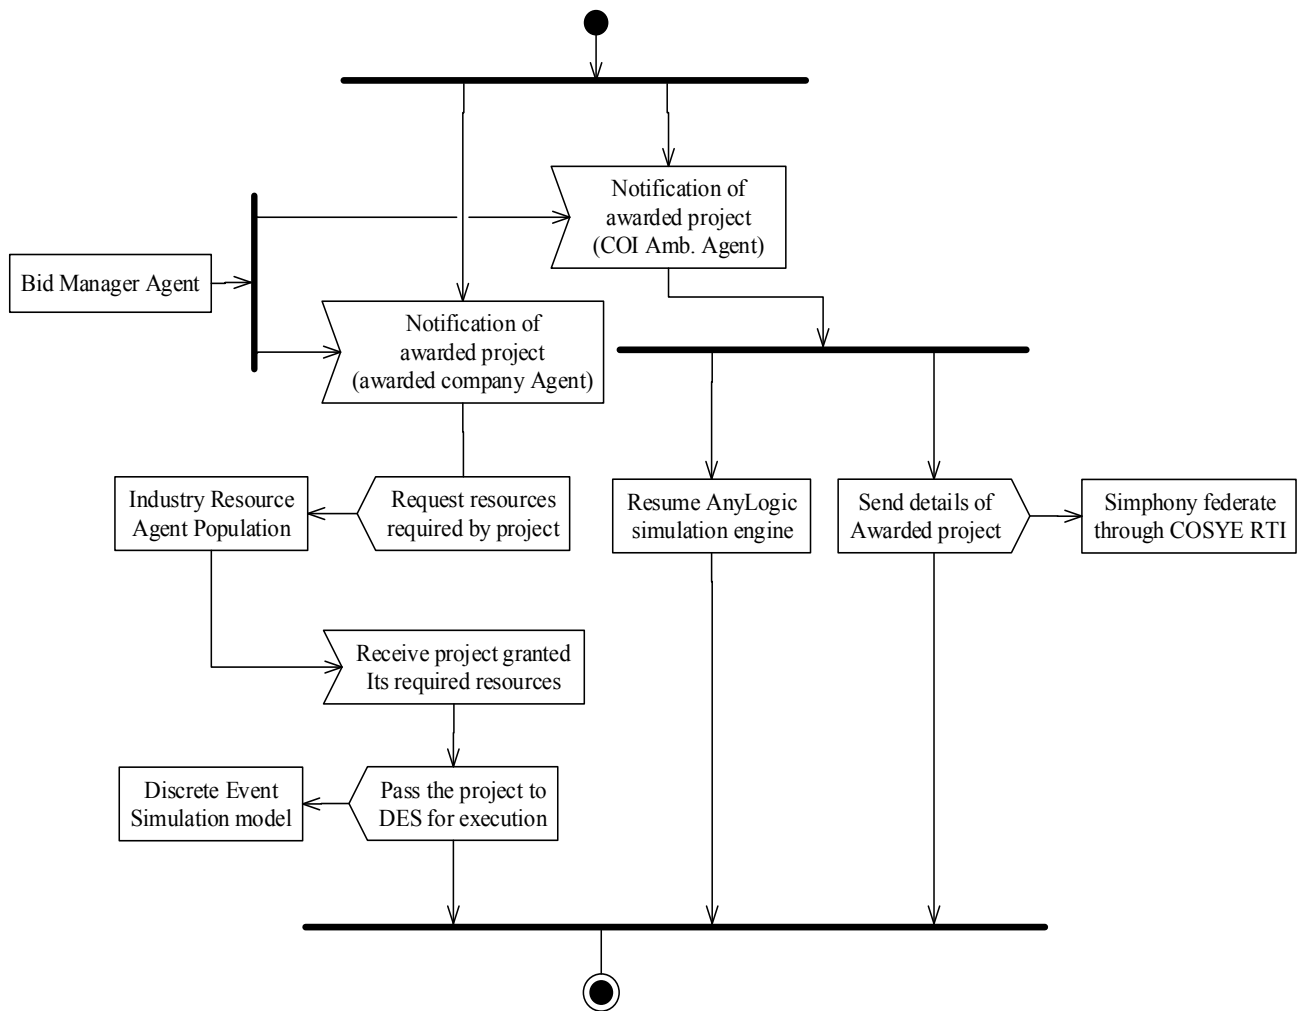 Notification of
awarded project
(COI Amb. Agent)
Bid Manager Agent
Notification of
awarded project
(awarded company Agent)
Industry Resource
Agent Population
Request resources
required by project
Resume AnyLogic
simulation engine
Send details of
Awarded project
Simphony federate
through COSYE RTI
Receive project granted
Its required resources
Discrete Event
Simulation model
Pass the project to
DES for execution